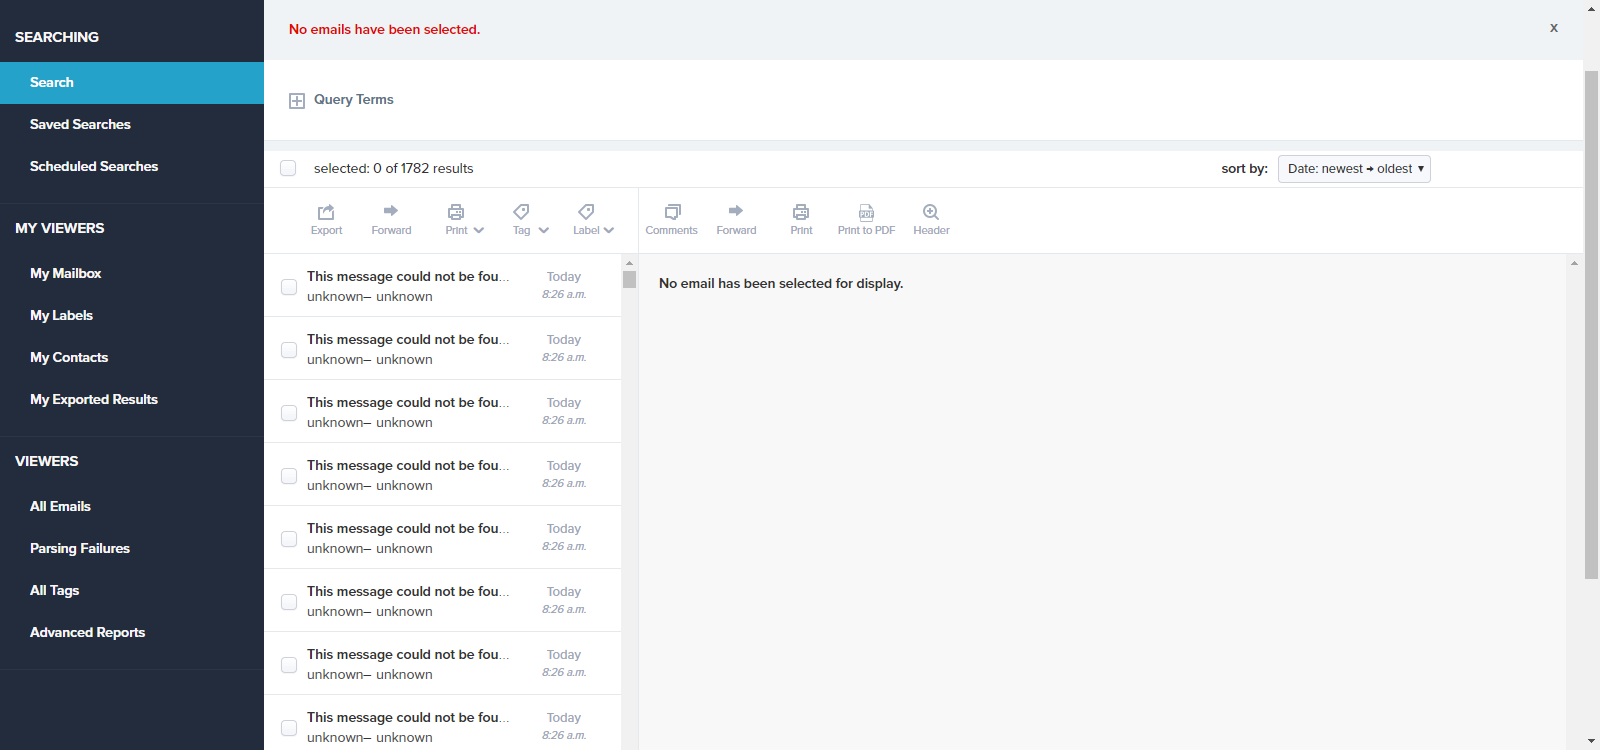 SEARCHING
Search
Saved Searches
Scheduled Searches
MY VIEWERS
My Mailbox
My Labels
My Contacts
My Exported Results
VIEWERS
All Emails
Parsing Failures
All Tags
Advanced Reports
No emails have been selected.
x
Query Terms
selected: 0 of 1782 results
sort by: Date: newest → oldest
Export Forward Print Tag Label
Comments Forward Print Print to PDF Header
This message could not be fou... Today
unknown– unknown 8:26 a.m.
This message could not be fou... Today
unknown– unknown 8:26 a.m.
This message could not be fou... Today
unknown– unknown 8:26 a.m.
This message could not be fou... Today
unknown– unknown 8:26 a.m.
This message could not be fou... Today
unknown– unknown 8:26 a.m.
This message could not be fou... Today
unknown– unknown 8:26 a.m.
This message could not be fou... Today
unknown– unknown 8:26 a.m.
This message could not be fou... Today
unknown– unknown 8:26 a.m.
No email has been selected for display.